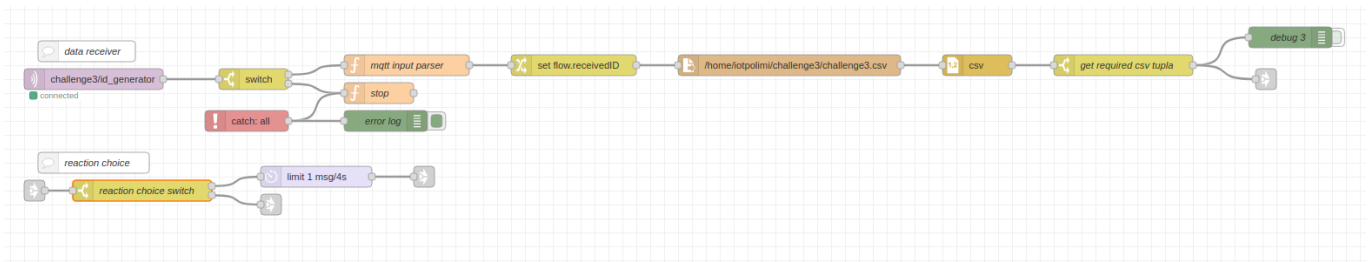 debug 3
data receiver
challenge3/id_generator
switch
mqtt input parser
set flow.receivedID
/home/iotpolimi/challenge3/challenge3.csv
csv
get required csv tupla
connected
stop
catch: all
error log
reaction choice
limit 1 msg/4s
reaction choice switch